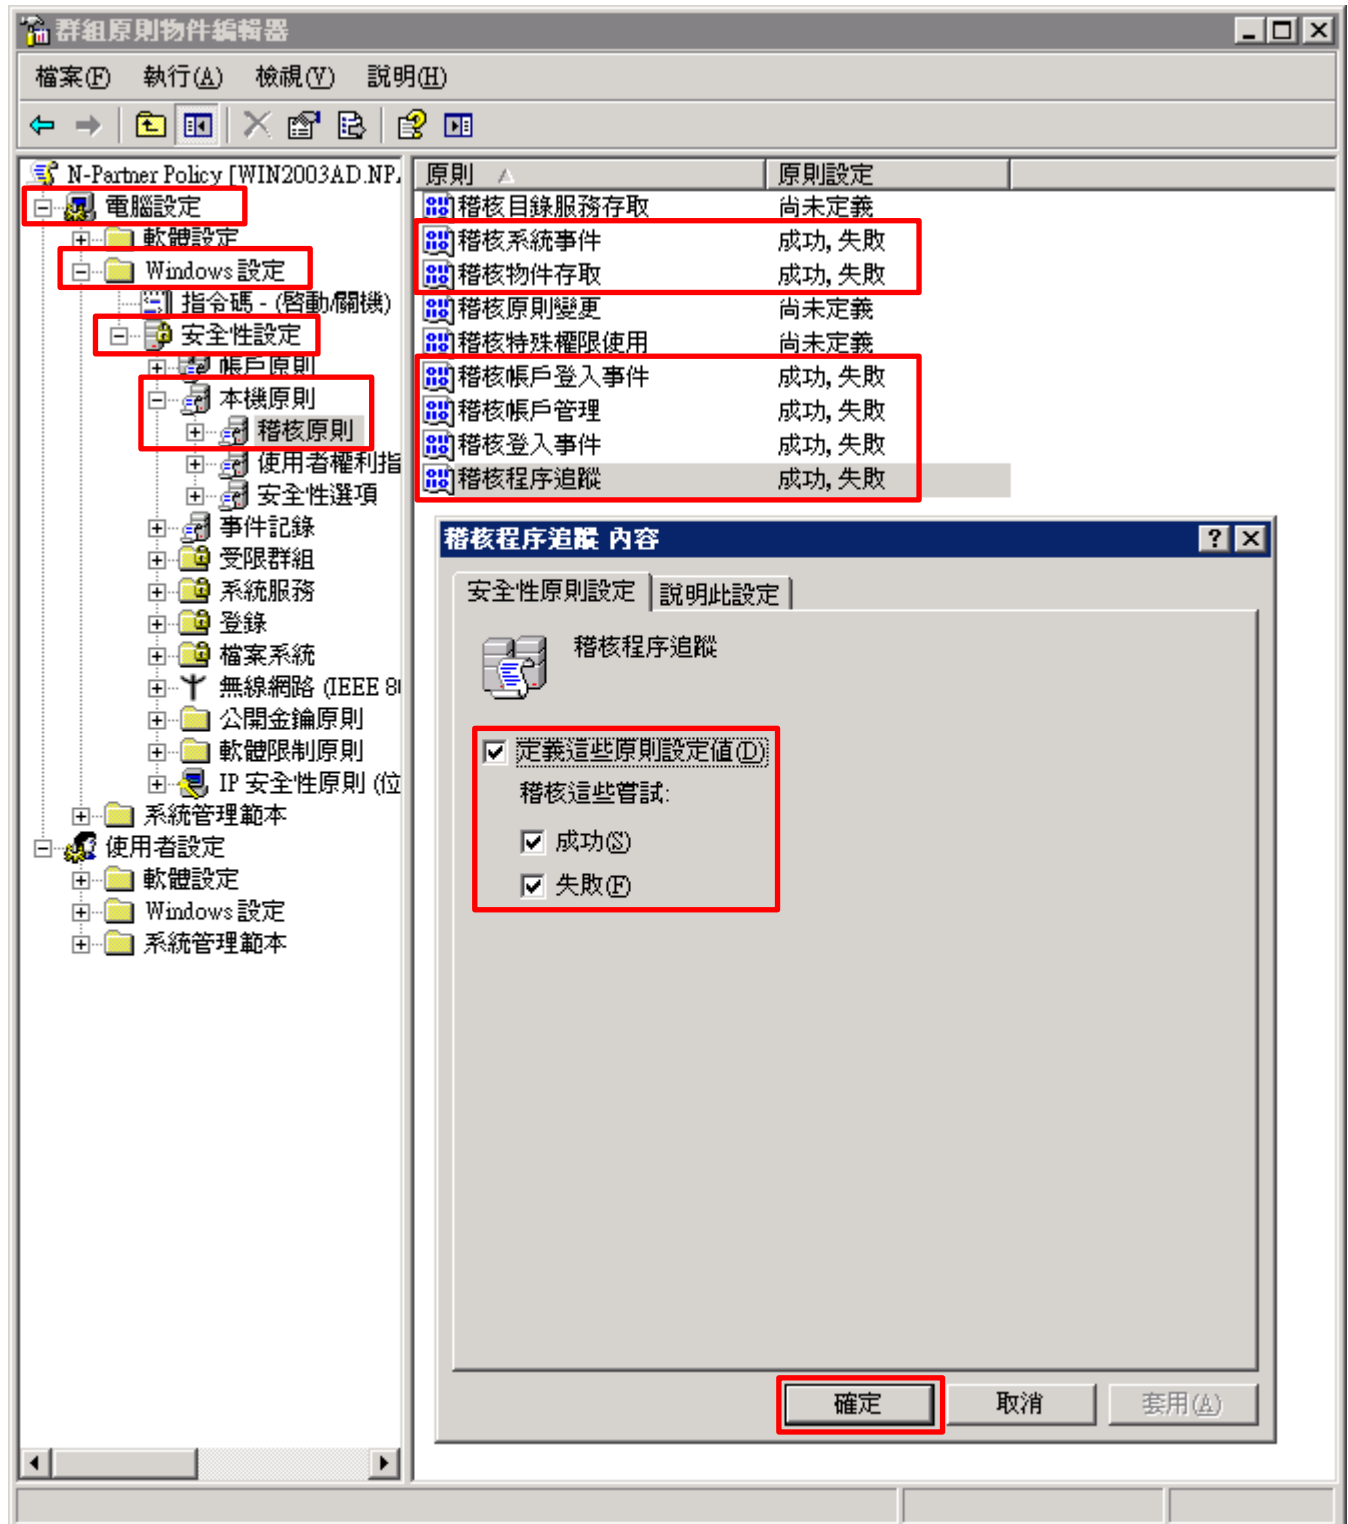 群組原則物件編輯器
檔案(F) 執行(A) 檢視(V) 說明(H)
N-Partner Policy [WIN2003AD.NP
電腦設定
軟體設定
Windows 設定
指令碼 - (啓動/關機)
安全性設定
帳戶原則
本機原則
稽核原則
使用者權利指
安全性選項
事件記錄
受限群組
系統服務
登錄
檔案系統
無線網路 (IEEE 8
公開金鑰原則
軟體限制原則
IP 安全性原則 (位
系統管理範本
使用者設定
軟體設定
Windows 設定
系統管理範本
原則 原則設定
稽核目錄服務存取 尚未定義
稽核系統事件 成功, 失敗
稽核物件存取 成功, 失敗
稽核原則變更 尚未定義
稽核特殊權限使用 尚未定義
稽核帳戶登入事件 成功, 失敗
稽核帳戶管理 成功, 失敗
稽核登入事件 成功, 失敗
稽核程序追蹤 成功, 失敗
稽核程序追蹤 內容
安全性原則設定 說明此設定
稽核程序追蹤
定義這些原則設定值(D)
稽核這些嘗試:
成功(S)
失敗(F)
確定 取消 套用(A)